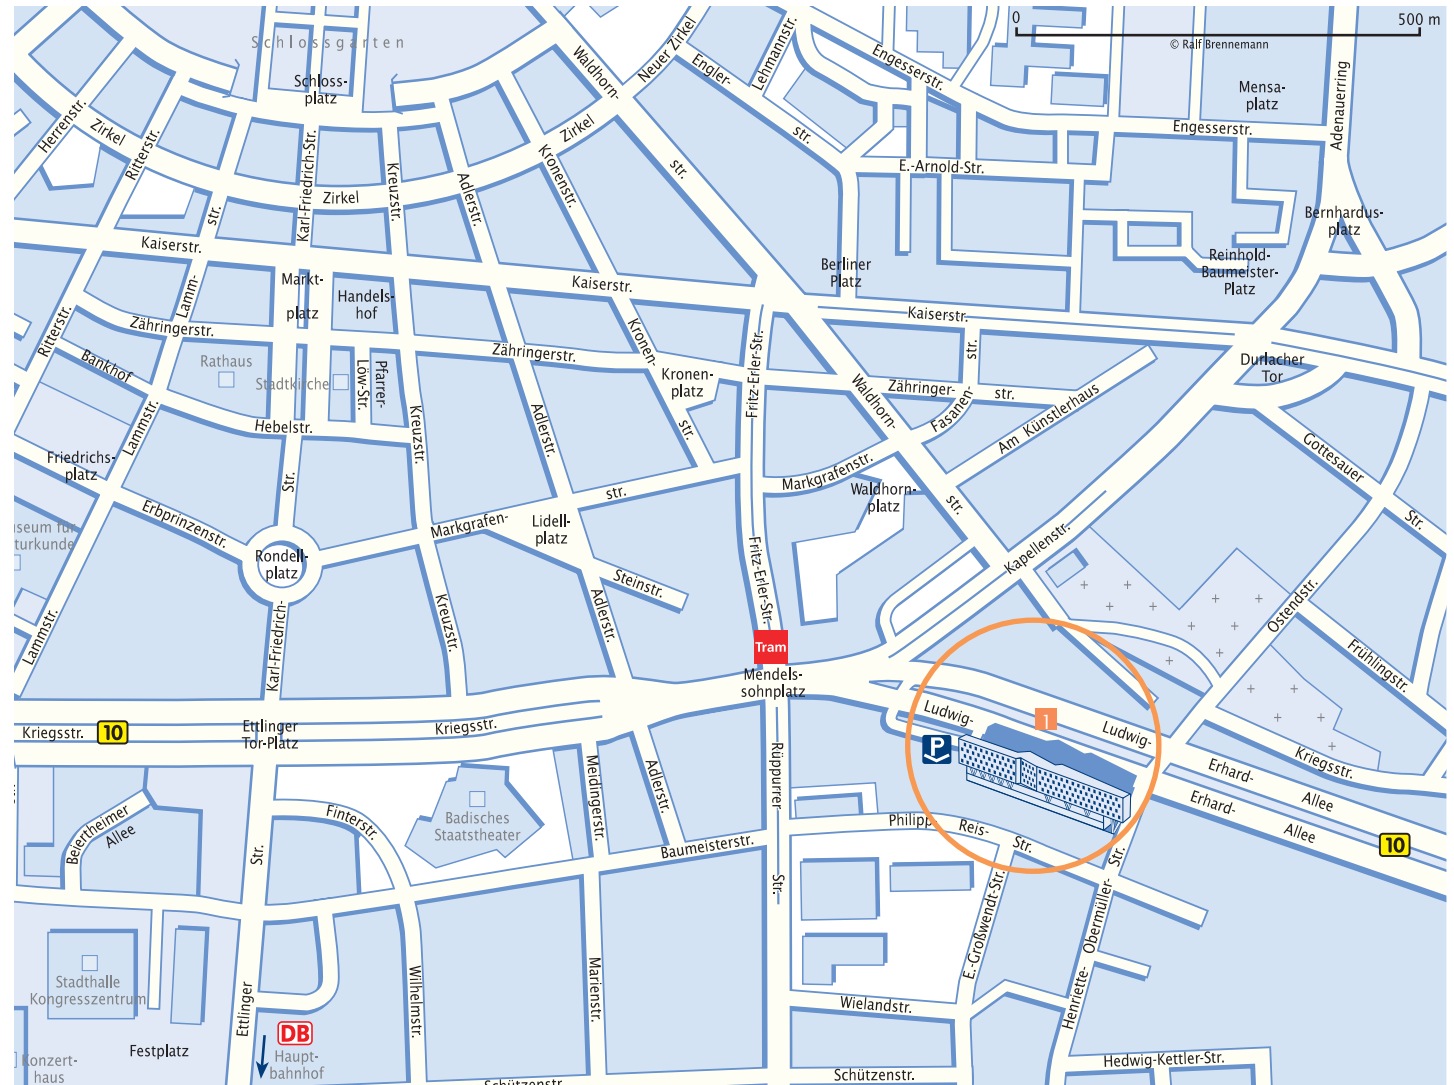 0
500 m
© Ralf Brennemann
Schlossgarten
Schloss-
platz
Waldhorn-
str.
Neuer Zirkel
Engler-
str.
Lehmannstr.
Engesserstr.
Mensa-
platz
Engesserstr.
Adenauerring
Herrenstr.
Zirkel
Ritterstr.
Karl-Friedrich-Str.
Kreuzstr.
Adlerstr.
Kronenstr.
Zirkel
Zirkel
str.
E.-Arnold-Str.
Bernhardus-
platz
Reinhold-
Baumeister-
Platz
Berliner
Platz
Kaiserstr.
Kaiserstr.
Kaiserstr.
Lamm-
Markt-
platz
Handels-
hof
Ritterstr.
Zähringerstr.
Bankhof
Rathaus
Stadtkirche
Pfarrer-
Löw-Str.
Zähringerstr.
Kronen-
Kronen-
platz
str.
Fritz-Erler-Str.
Waldhorn-
str.
Zähringer-
str.
Fasanen-
str.
Am Künstlerhaus
Durlacher
Tor
Gottesauer
Str.
Lammstr.
Hebelstr.
Kreuzstr.
Adlerstr.
Markgrafenstr.
Waldhorn-
platz
Friedrichs-
platz
Str.
Erbprinzenstr.
Markgrafen-
str.
Lidell-
platz
Steinstr.
Rondell-
platz
seum für
turkunde
Lammstr.
Karl-Friedrich-
Kreuzstr.
Adlerstr.
Fritz-Erler-Str.
Kapellenstr.
Ostendstr.
Frühlingstr.
Tram
Mendels-
sohnplatz
Kriegsstr.
10
Ettlinger
Tor-Platz
Kriegsstr.
Ludwig-
1
Ludwig-
P
Erhard-
Allee
Erhard-
Allee
Kriegsstr.
10
Beiertheimer
Allee
Finterstr.
Badisches
Staatstheater
Meidingerstr.
Adlerstr.
Rüppurrer
Str.
Baumeisterstr.
Philipp
Reis-
Str.
Str.
E.-Großwendt-Str.
Henriette-
Obermüller-
Str.
Stadthalle
Kongresszentrum
Ettlinger
Wilhelmstr.
Marienstr.
Wielandstr.
Festplatz
DB
Haupt-
bahnhof
Konzert-
haus
Schützenstr.
Schützenstr.
Hedwig-Kettler-Str.